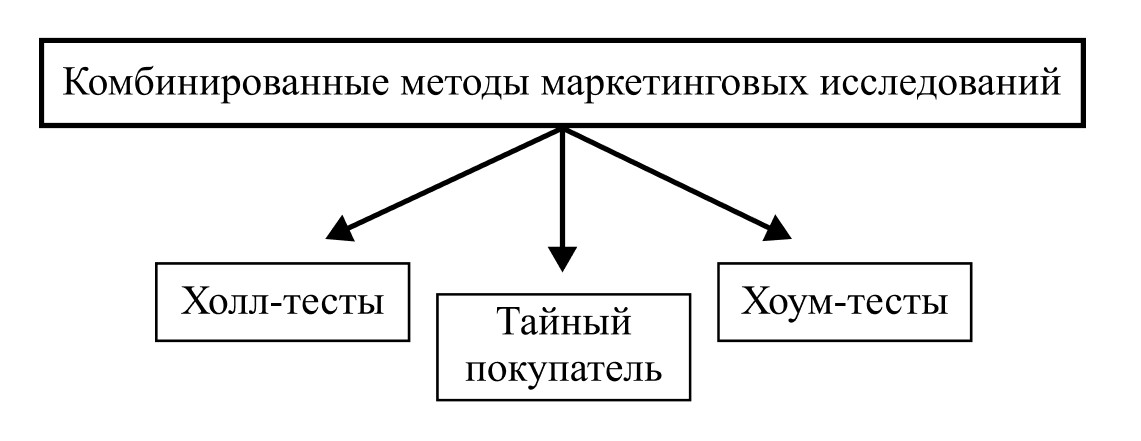 Комбинированные методы маркетинговых исследований
Холл-тесты
Тайный
покупатель
Хоум-тесты